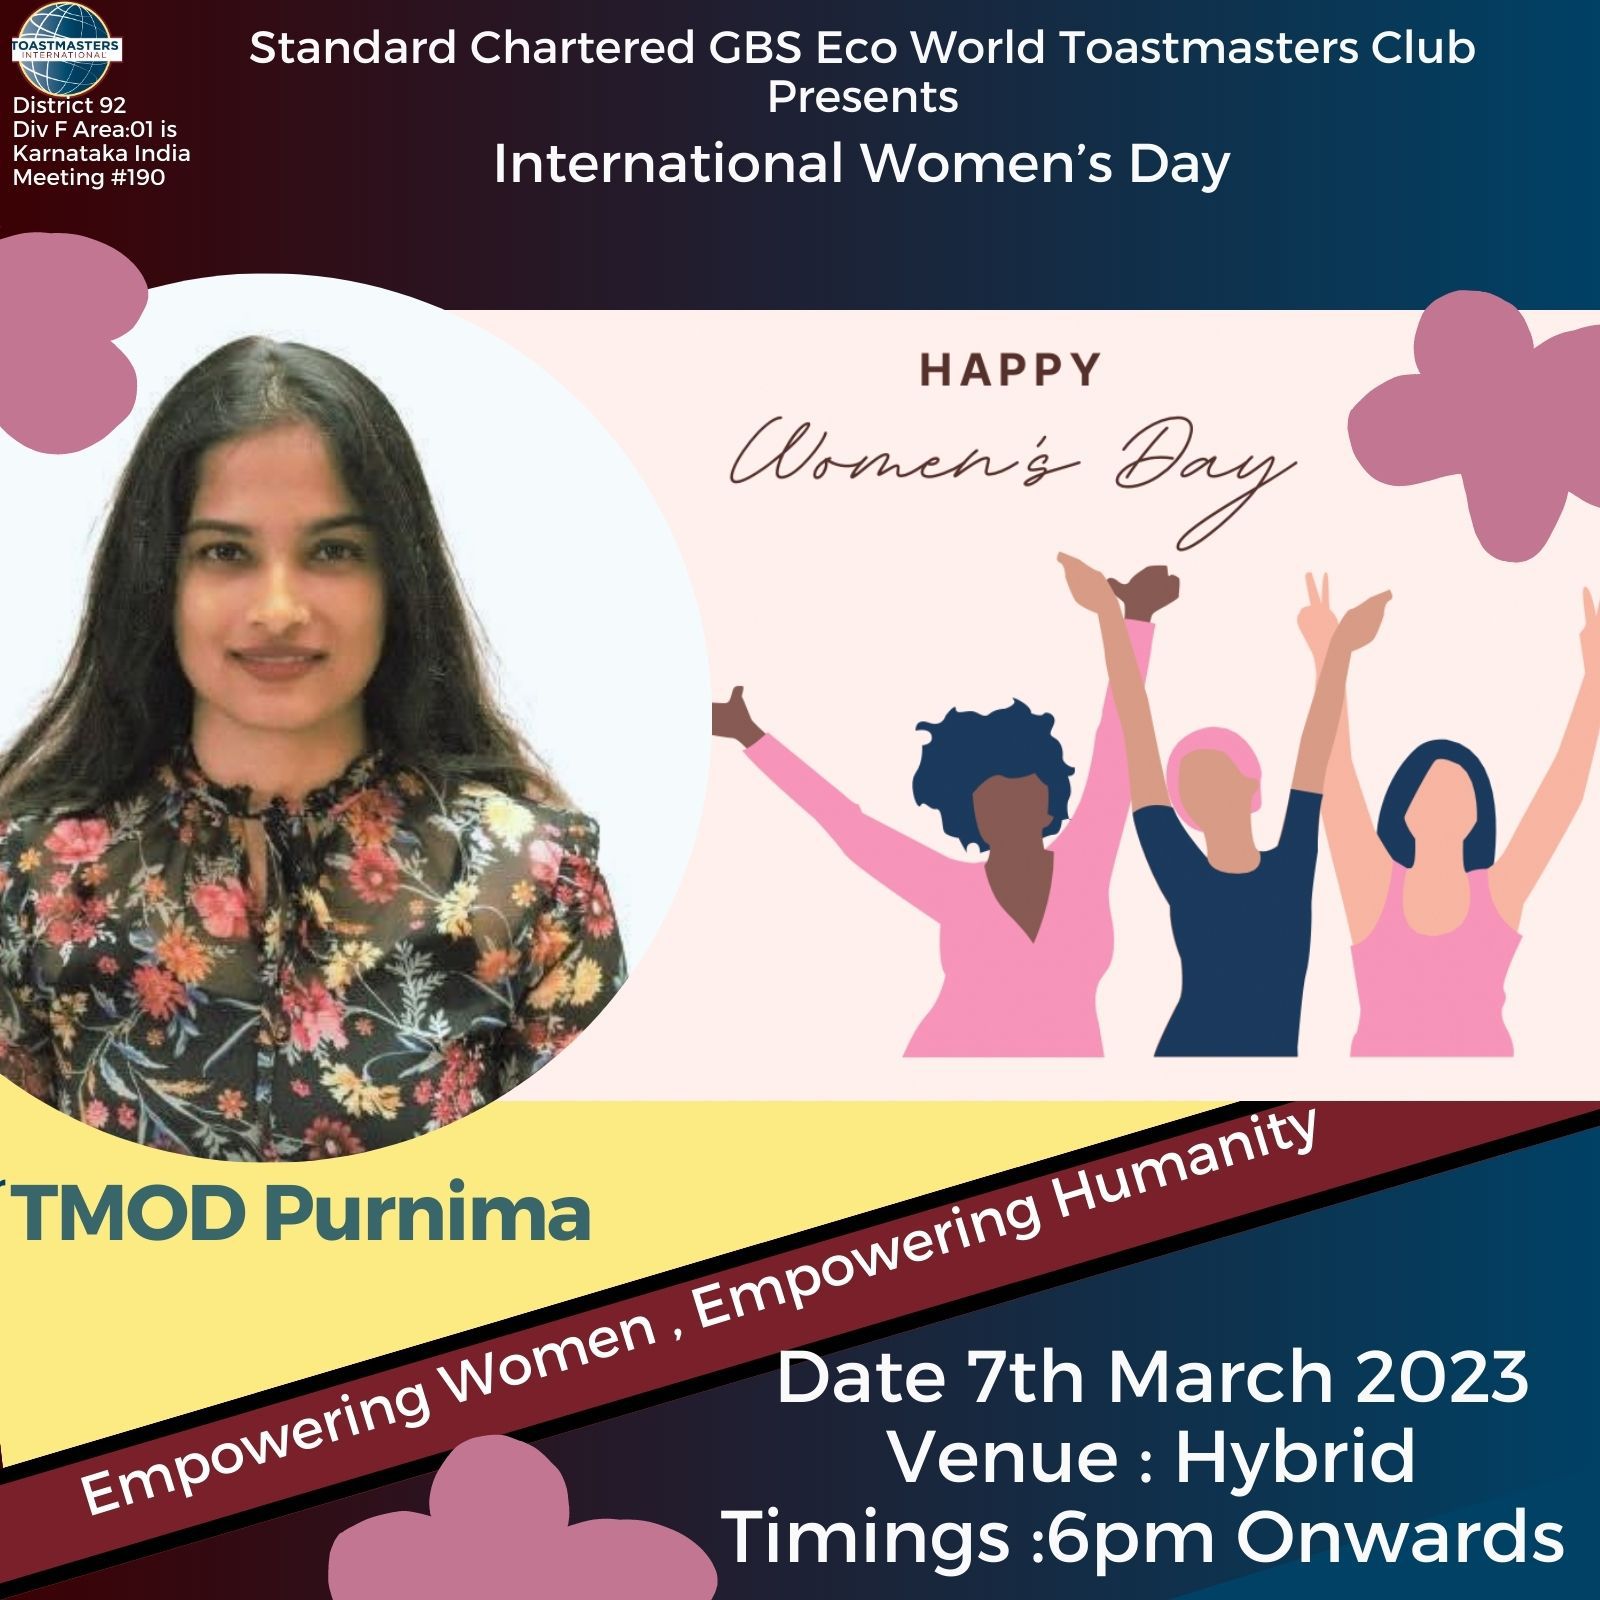 TOASTMASTERS
INTERNATIONAL
District 92
Div F Area:01 is
Karnataka India
Meeting #190
Standard Chartered GBS Eco World Toastmasters Club
Presents
International Women’s Day
HAPPY
Women's Day
TMOD Purnima
Empowering Women , Empowering Humanity
Date 7th March 2023
Venue : Hybrid
Timings :6pm Onwards